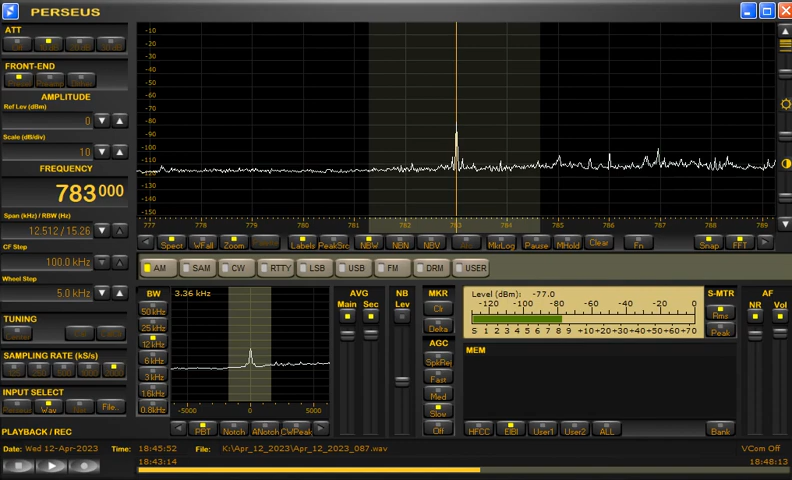 PERSEUS
ATT
FRONT-END
AMPLITUDE
Ref Lev (dBm)
0
Scale (dB/div)
10
FREQUENCY
783 000
Span (kHz) / RBW (Hz)
12.512 / 15.26
CF Step
100.0 kHz
Wheel Step
5.0 kHz
TUNING
SAMPLING RATE (kS/s)
INPUT SELECT
Wav File..
-10
-20
-30
-40
-50
-60
-70
-80
-90
-100
-110
-120
-130
-140
-150
777 778 779 780 781 782 783 784 785 786 787 788 789
Spect WFall Zoom Labels PeakSrc NBW NBN NBV MkrLog Pause MHold Clear Fn Snap FFT
AM SAM CW RTTY LSB USB FM DRM USER
BW
50 kHz
25 kHz
12 kHz
6 kHz
3 kHz
1.6kHz
0.8kHz
3.36 kHz
-5000 0 5000
PBT Notch ANotch CWPeak
AVG
Main Sec
NB
Lev
MKR
Clr
Delta
AGC
SpkRej
Fast
Med
Slow
Off
Level (dBm): -77.0
-120 -100 -80 -60 -40 -20 0
S 1 2 3 4 5 6 7 8 9 +10+20+30+40+50+60+70
S-MTR
Rms
Peak
AF
NR Vol
MEM
HFCC EIBI User1 User2 ALL Bank
PLAYBACK / REC
Date: Wed 12-Apr-2023 Time: 18:45:52 File: K:\Apr_12_2023\Apr_12_2023_087.wav VCom Off
18:43:14 18:48:13